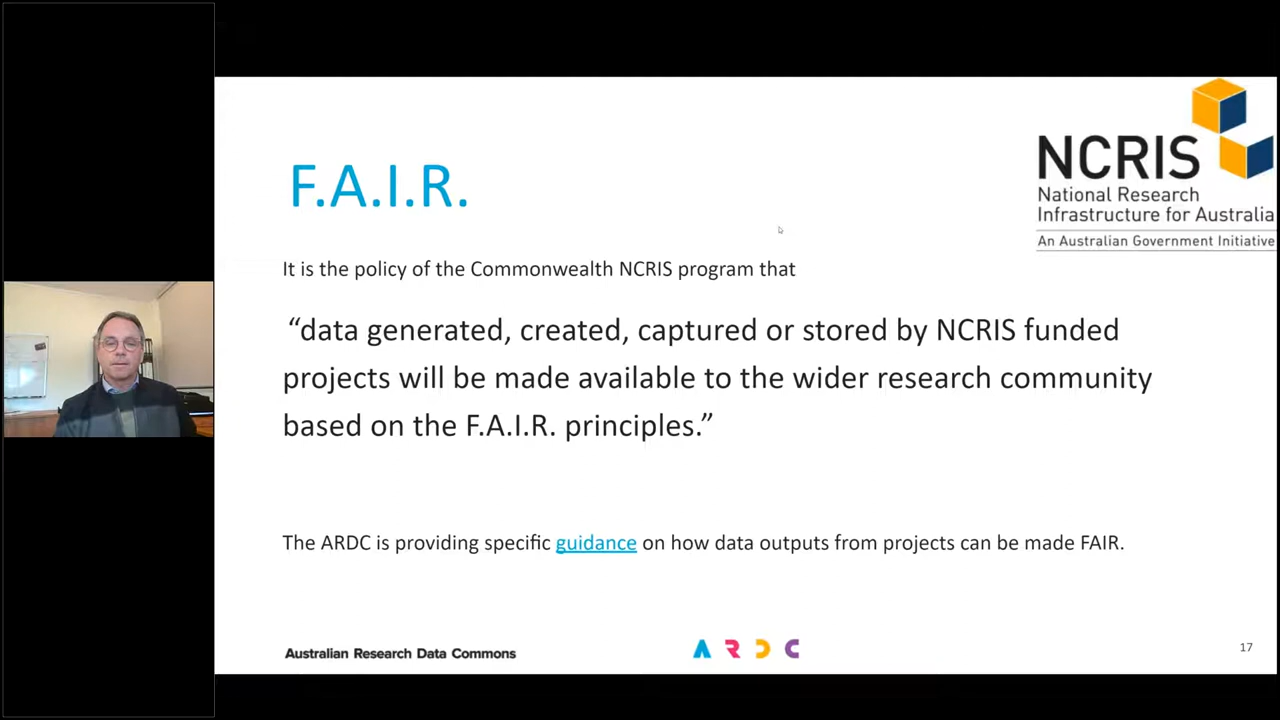 F.A.I.R.
NCRIS
National Research
Infrastructure for Australia
An Australian Government Initiative
It is the policy of the Commonwealth NCRIS program that
“data generated, created, captured or stored by NCRIS funded
projects will be made available to the wider research community
based on the F.A.I.R. principles.”
The ARDC is providing specific guidance on how data outputs from projects can be made FAIR.
Australian Research Data Commons
ARDC
17